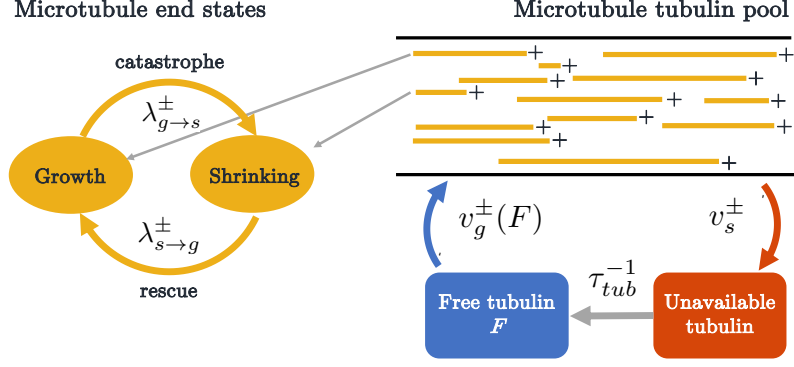 Microtubule end states
Microtubule tubulin pool
catastrophe
λ±g→s
Growth
Shrinking
λ±s→g
rescue
+
+
+
+
+
+
+
+
+
+
+
+
+
v±g(F)
v±s
τ−1tub
Free tubulin
F
Unavailable
tubulin